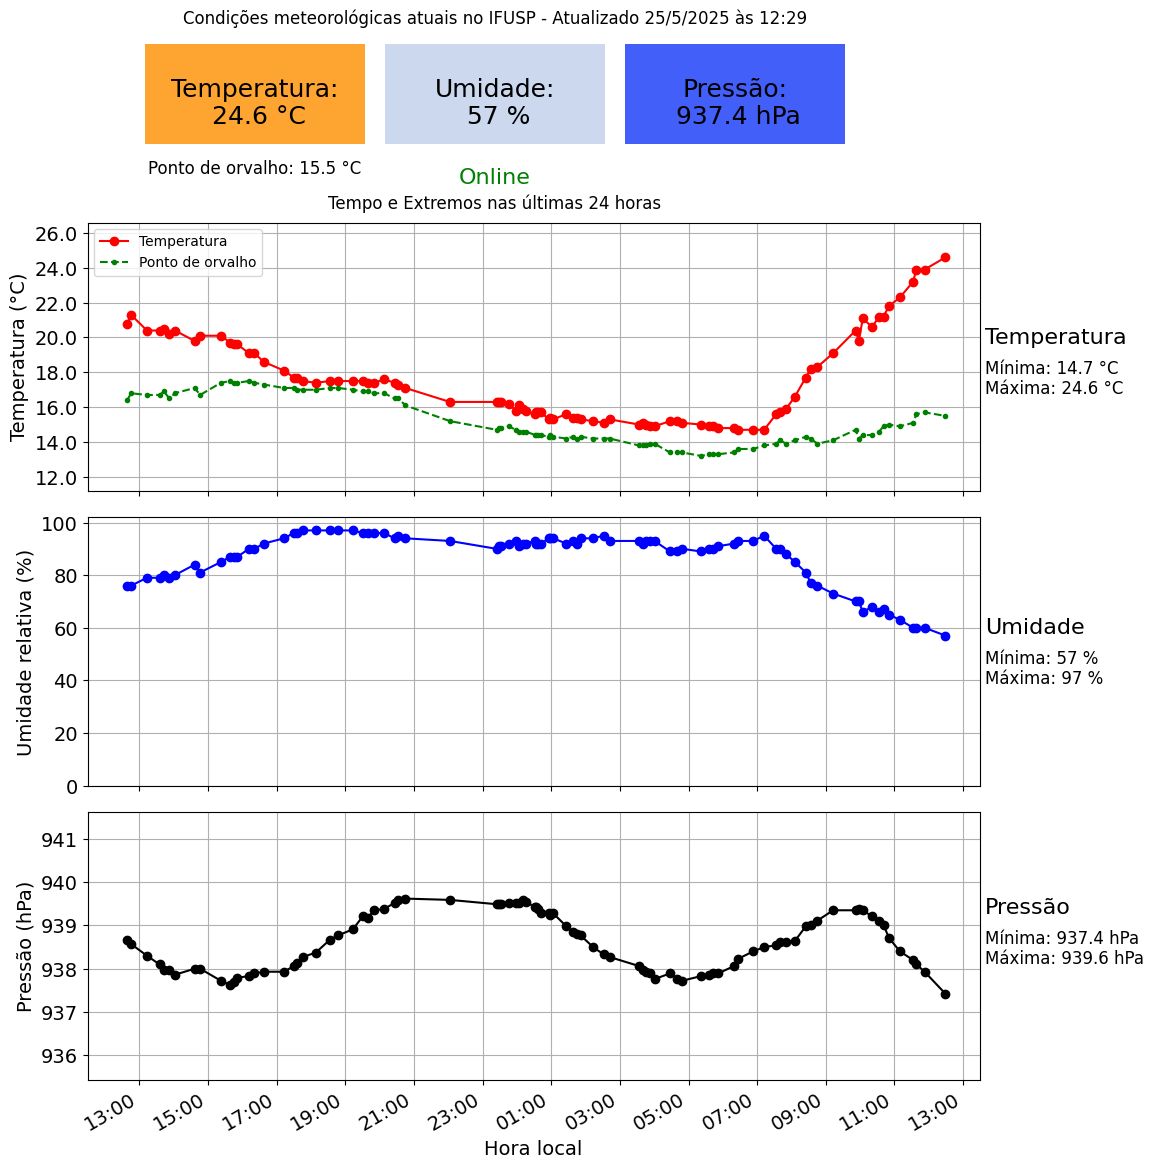 Condições meteorológicas atuais no IFUSP - Atualizado 25/5/2025 às 12:29
Temperatura:
24.6 °C
Umidade:
57 %
Pressão:
937.4 hPa
Ponto de orvalho: 15.5 °C
Online
Tempo e Extremos nas últimas 24 horas
Temperatura (°C)
26.0
24.0
22.0
20.0
18.0
16.0
14.0
12.0
Temperatura
Ponto de orvalho
Temperatura
Mínima: 14.7 °C
Máxima: 24.6 °C
Umidade relativa (%)
100
80
60
40
20
0
Umidade
Mínima: 57 %
Máxima: 97 %
Pressão (hPa)
941
940
939
938
937
936
Pressão
Mínima: 937.4 hPa
Máxima: 939.6 hPa
13:00
15:00
17:00
19:00
21:00
23:00
01:00
03:00
05:00
07:00
09:00
11:00
13:00
Hora local